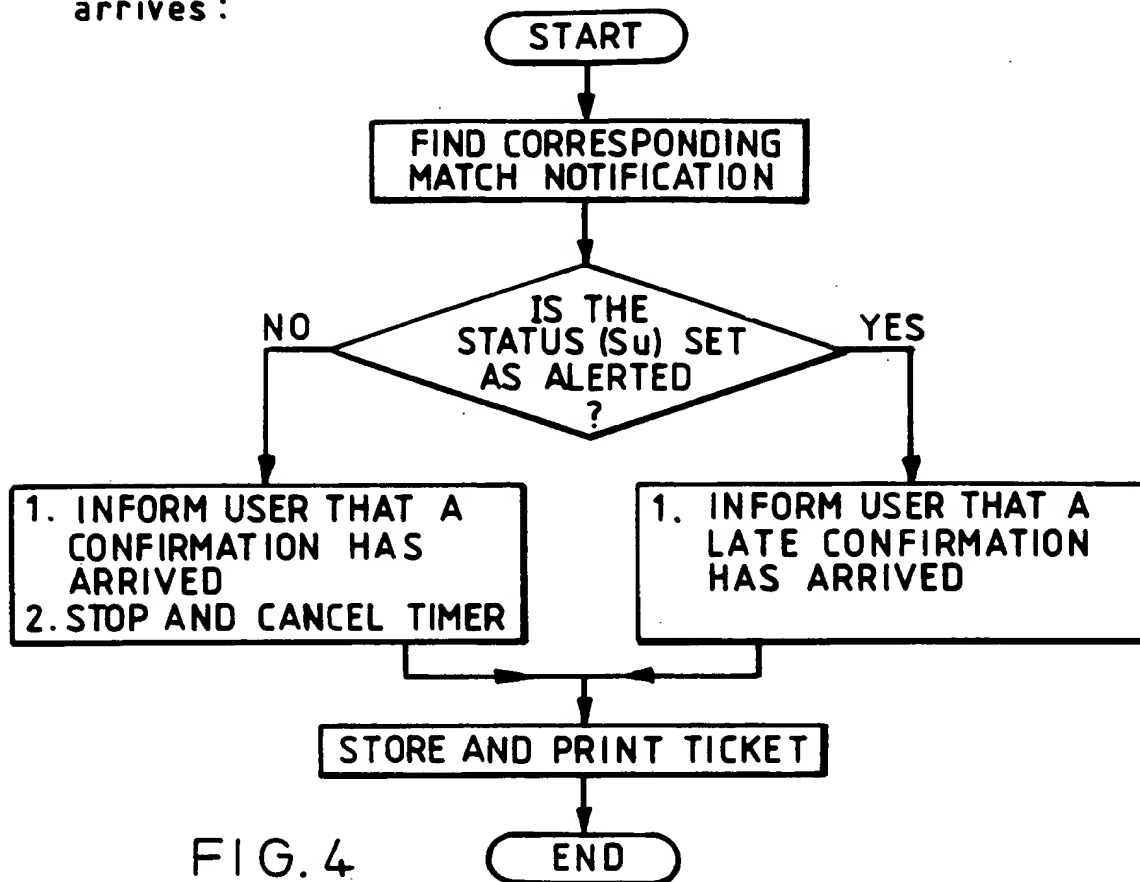 arrives:
START
FIND CORRESPONDING
MATCH NOTIFICATION
IS THE
STATUS (Su) SET
AS ALERTED
?
NO
YES
1. INFORM USER THAT A
CONFIRMATION HAS
ARRIVED
2. STOP AND CANCEL TIMER
1. INFORM USER THAT A
LATE CONFIRMATION
HAS ARRIVED
STORE AND PRINT TICKET
END
FIG. 4